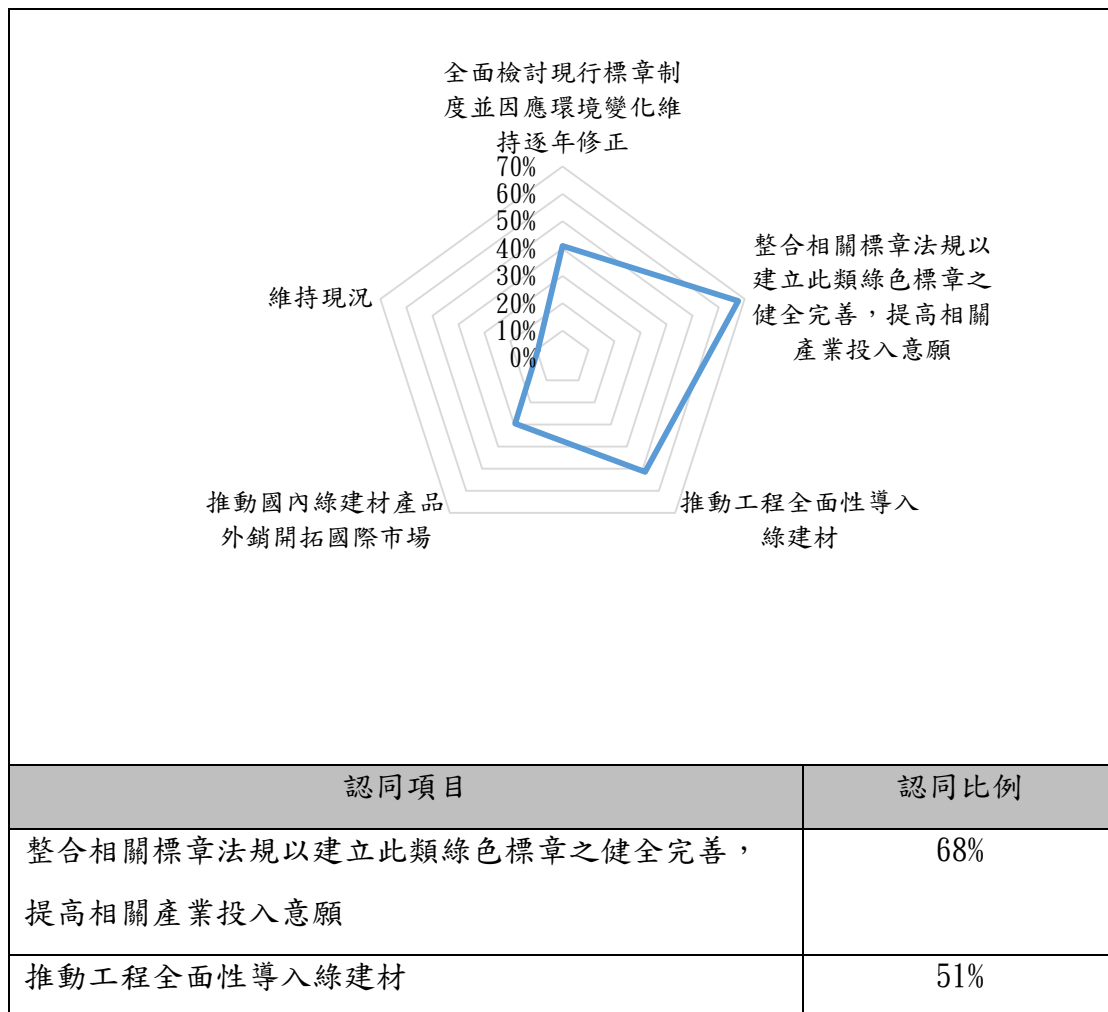 全面檢討現行標章制
度並因應環境變化維
持逐年修正
70%
60%
50%
40%
30%
20%
10%
0%
整合相關標章法規以
建立此類綠色標章之
健全完善，提高相關
產業投入意願
維持現況
推動國內綠建材產品
外銷開拓國際市場
推動工程全面性導入
綠建材
認同項目 認同比例
整合相關標章法規以建立此類綠色標章之健全完善， 68%
提高相關產業投入意願
推動工程全面性導入綠建材 51%